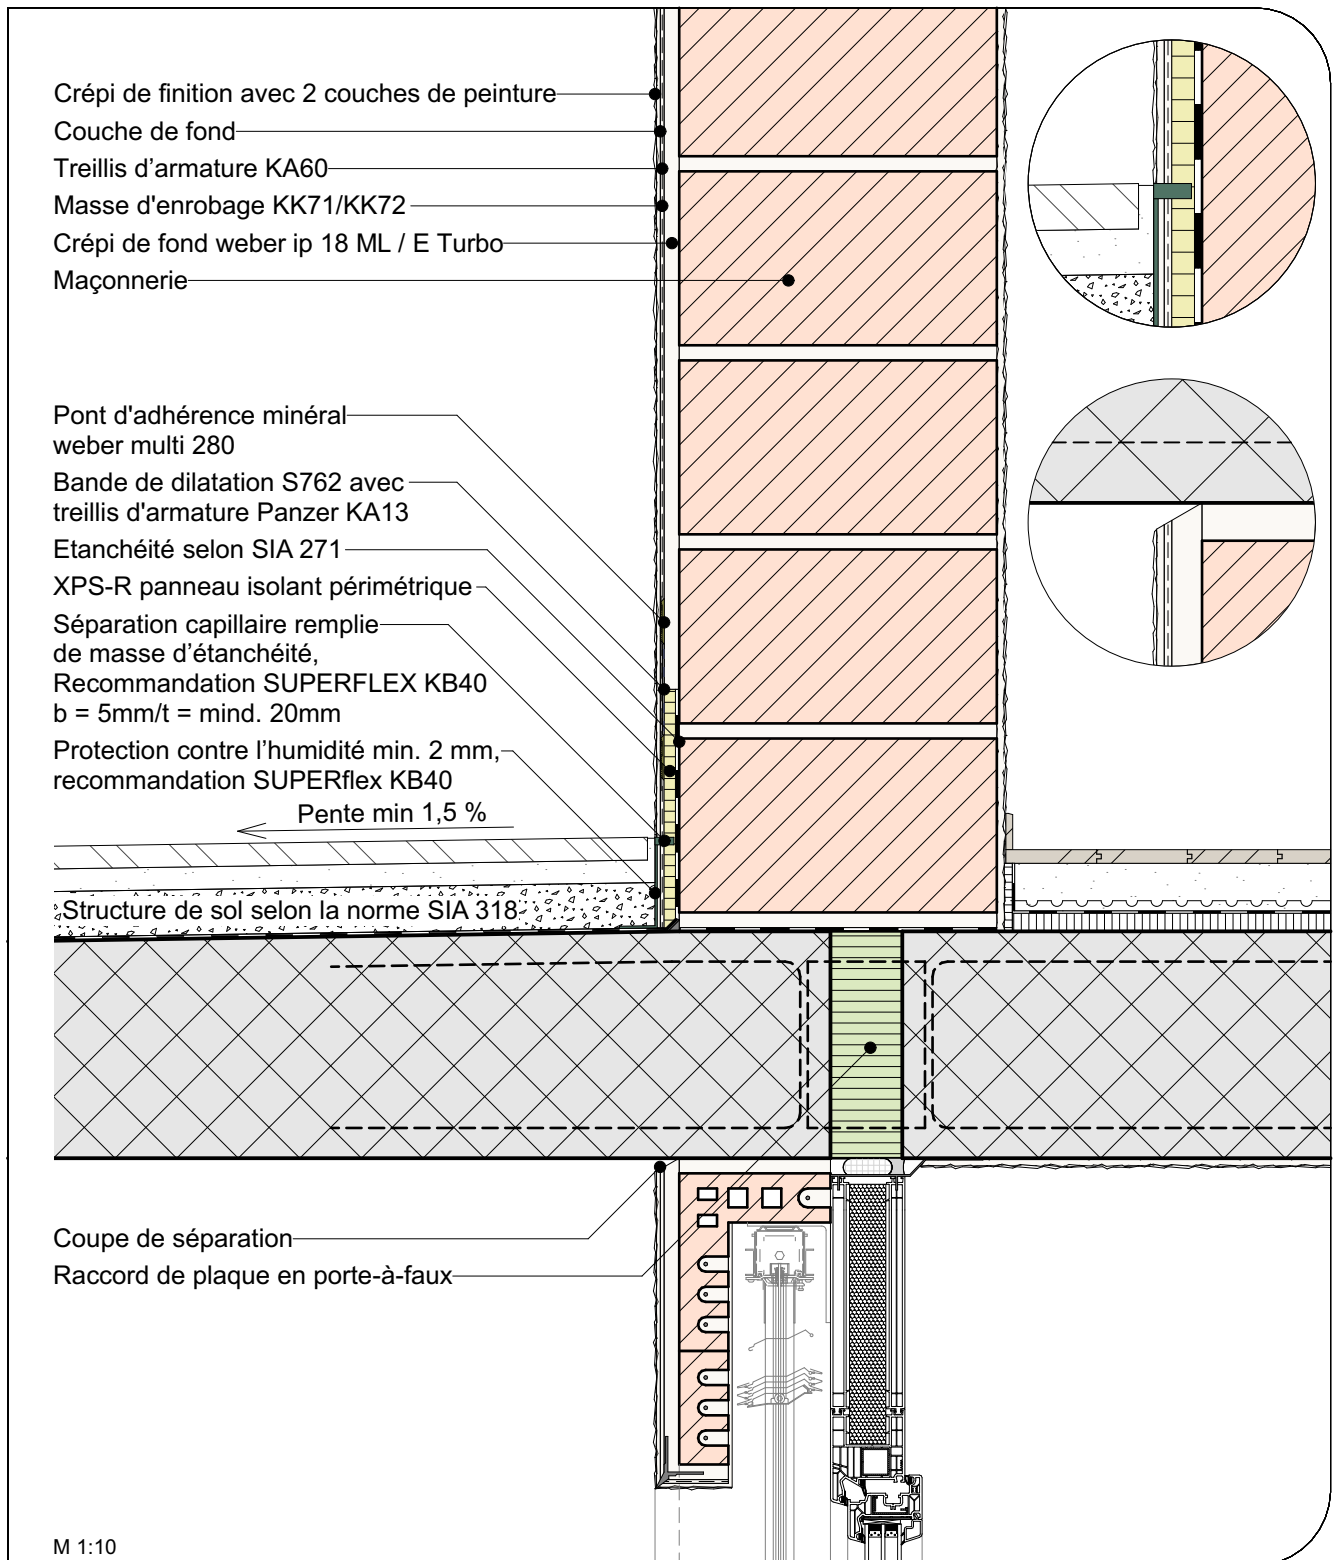 Crépi de finition avec 2 couches de peinture
Couche de fond
Treillis d’armature KA60
Masse d'enrobage KK71/KK72
Crépi de fond weber ip 18 ML / E Turbo
Maçonnerie
Pont d'adhérence minéral
weber multi 280
Bande de dilatation S762 avec
treillis d'armature Panzer KA13
Etanchéité selon SIA 271
XPS-R panneau isolant périmétrique
Séparation capillaire remplie
de masse d’étanchéité,
Recommandation SUPERFLEX KB40
b = 5mm/t = mind. 20mm
Protection contre l’humidité min. 2 mm,
recommandation SUPERflex KB40
Pente min 1,5 %
Structure de sol selon la norme SIA 318
Coupe de séparation
Raccord de plaque en porte-à-faux
M 1:10